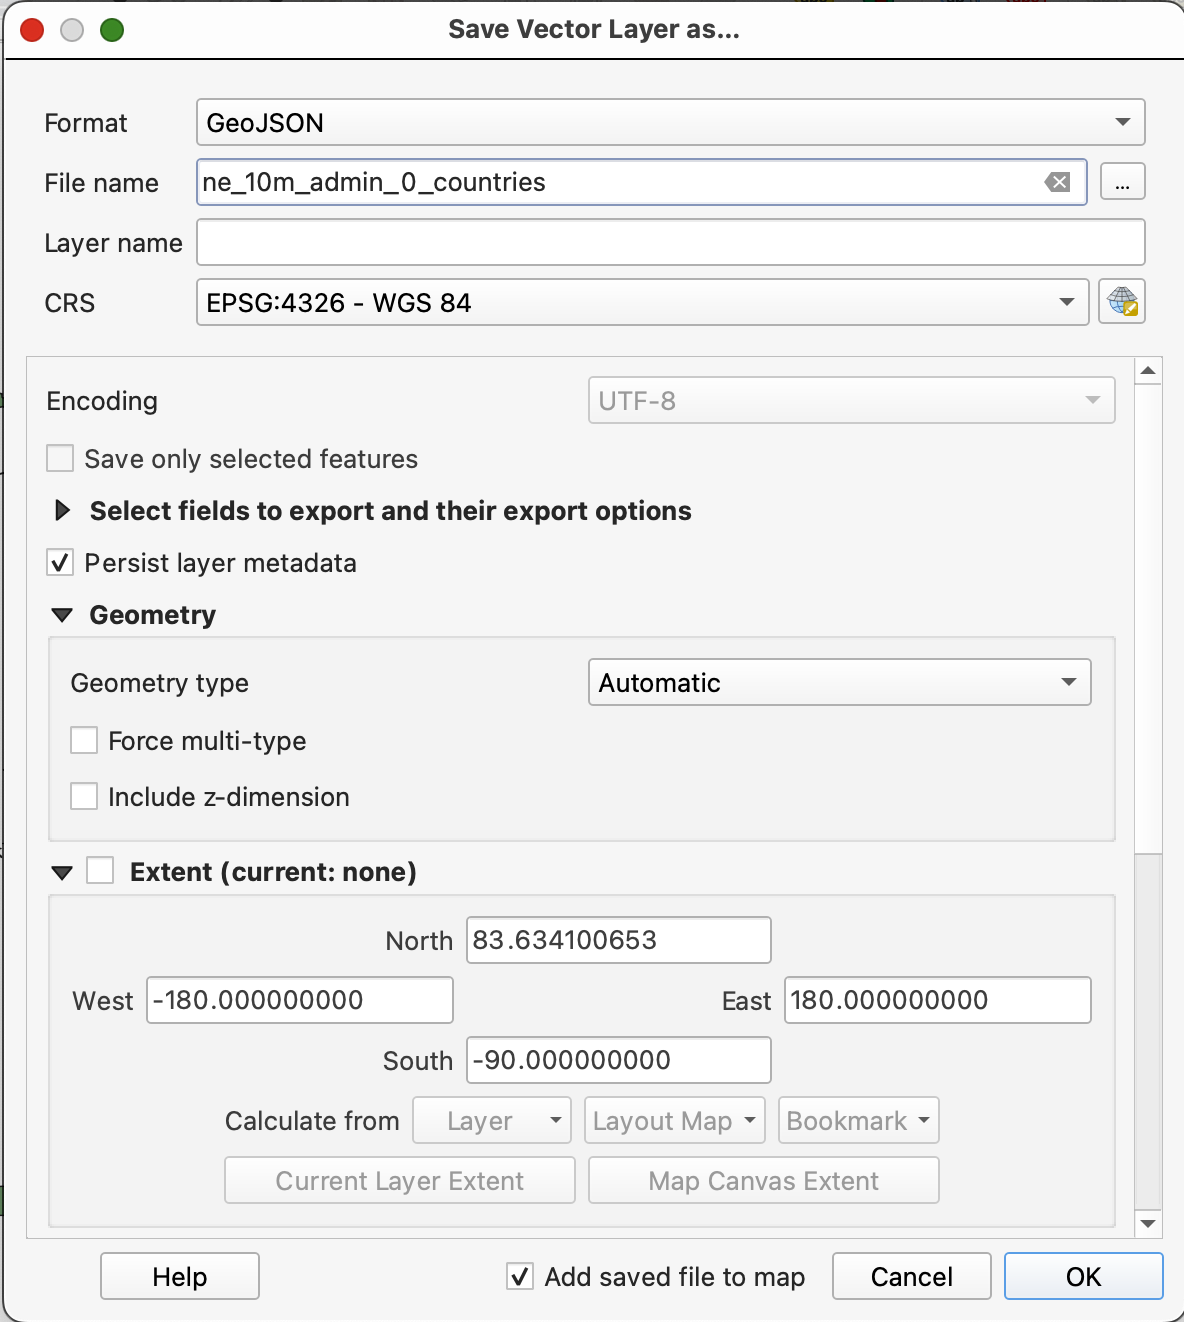 Save Vector Layer as...
Format GeoJSON
File name ne_10m_admin_0_countries ...
Layer name
CRS EPSG:4326 - WGS 84
Encoding UTF-8
Save only selected features
Select fields to export and their export options
Persist layer metadata
Geometry
Geometry type Automatic
Force multi-type
Include z-dimension
Extent (current: none)
North 83.634100653
West -180.000000000 East 180.000000000
South -90.000000000
Calculate from Layer Layout Map Bookmark
Current Layer Extent Map Canvas Extent
Help Add saved file to map Cancel OK